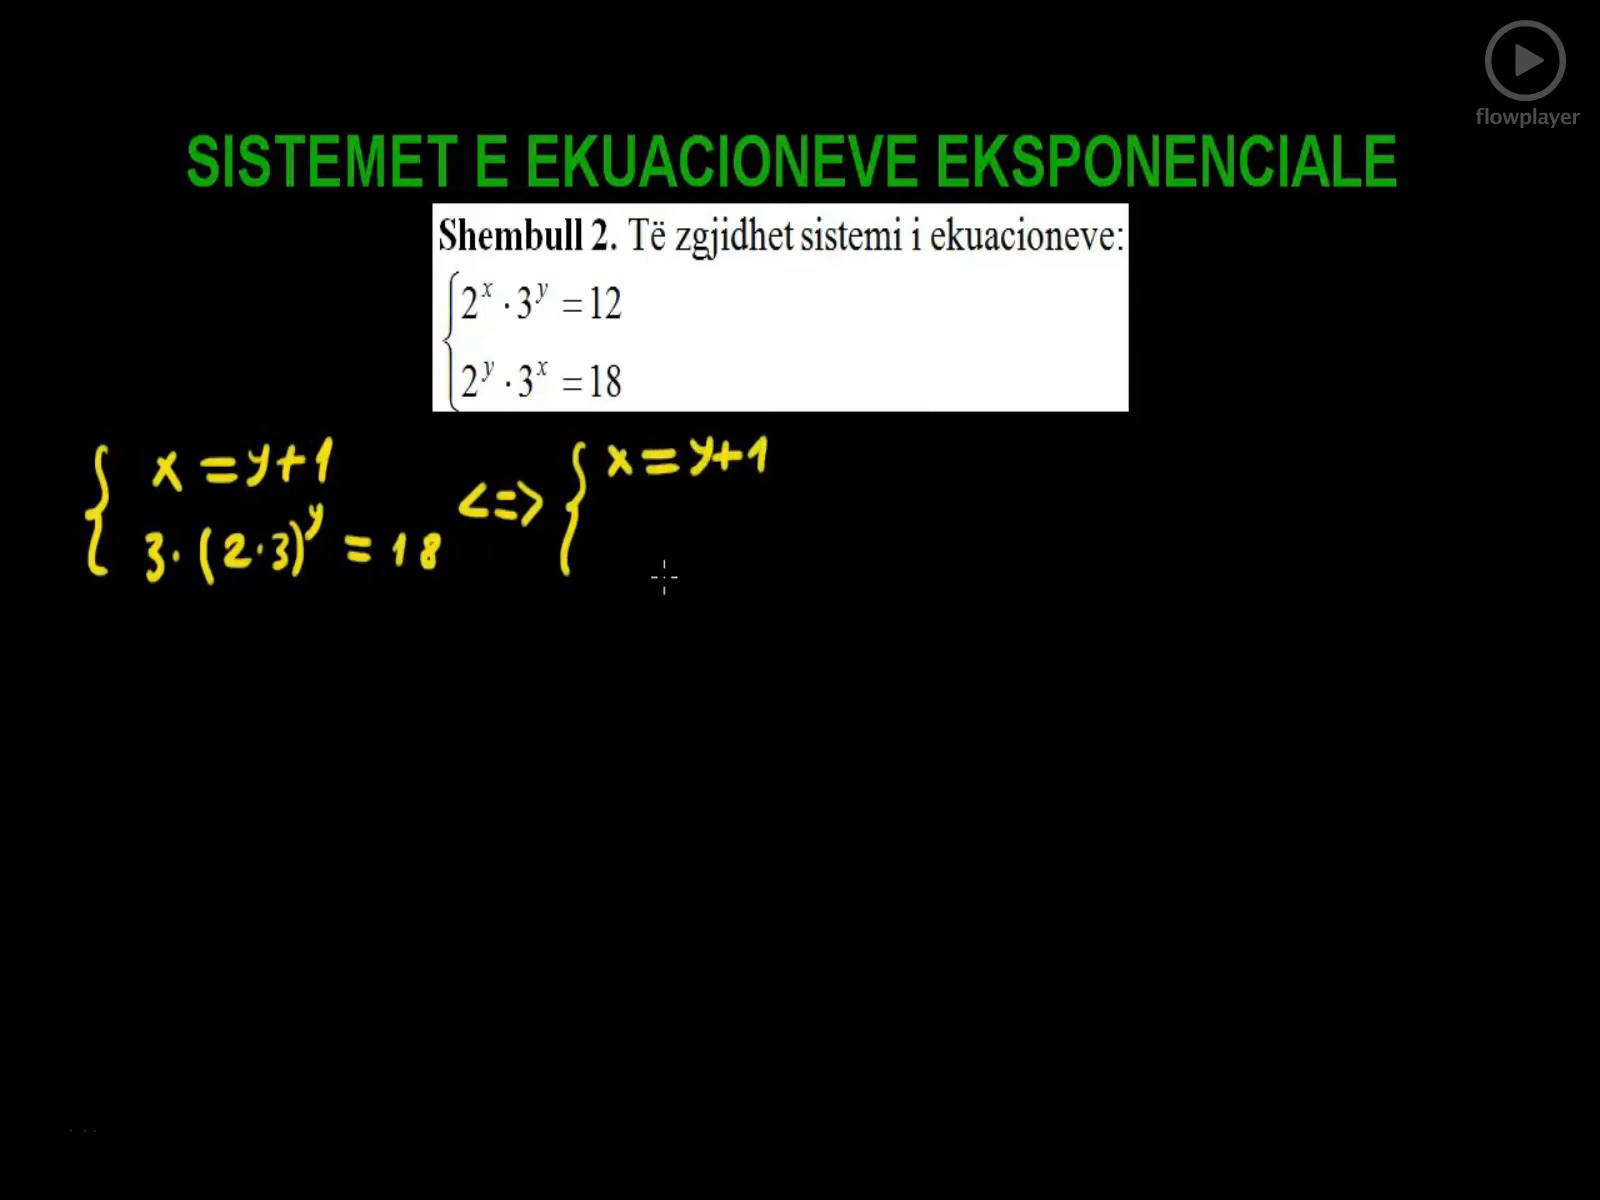 flowplayer
SISTEMET E EKUACIONEVE EKSPONENCIALE
Shembull 2. Të zgjidhet sistemi i ekuacioneve:
2^x · 3^y = 12
2^y · 3^x = 18
{ x = y+1
3·(2·3)^y = 18
<=> { x = y+1